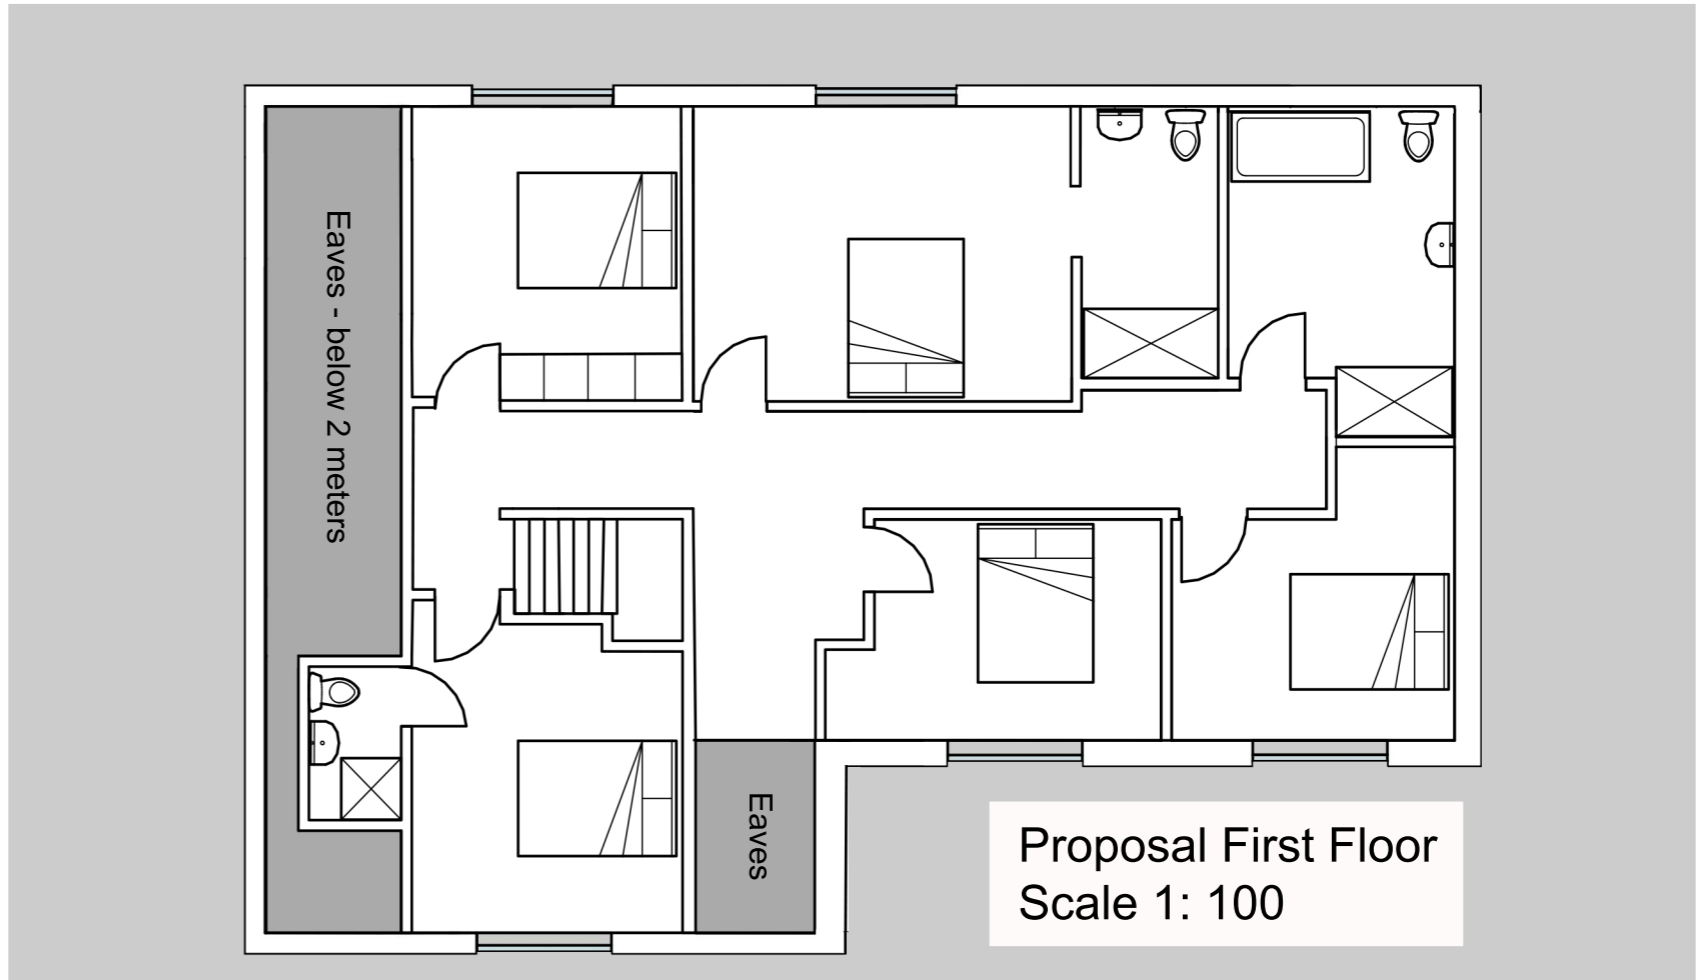 Eaves - below 2 meters
Eaves
Proposal First Floor
Scale 1: 100